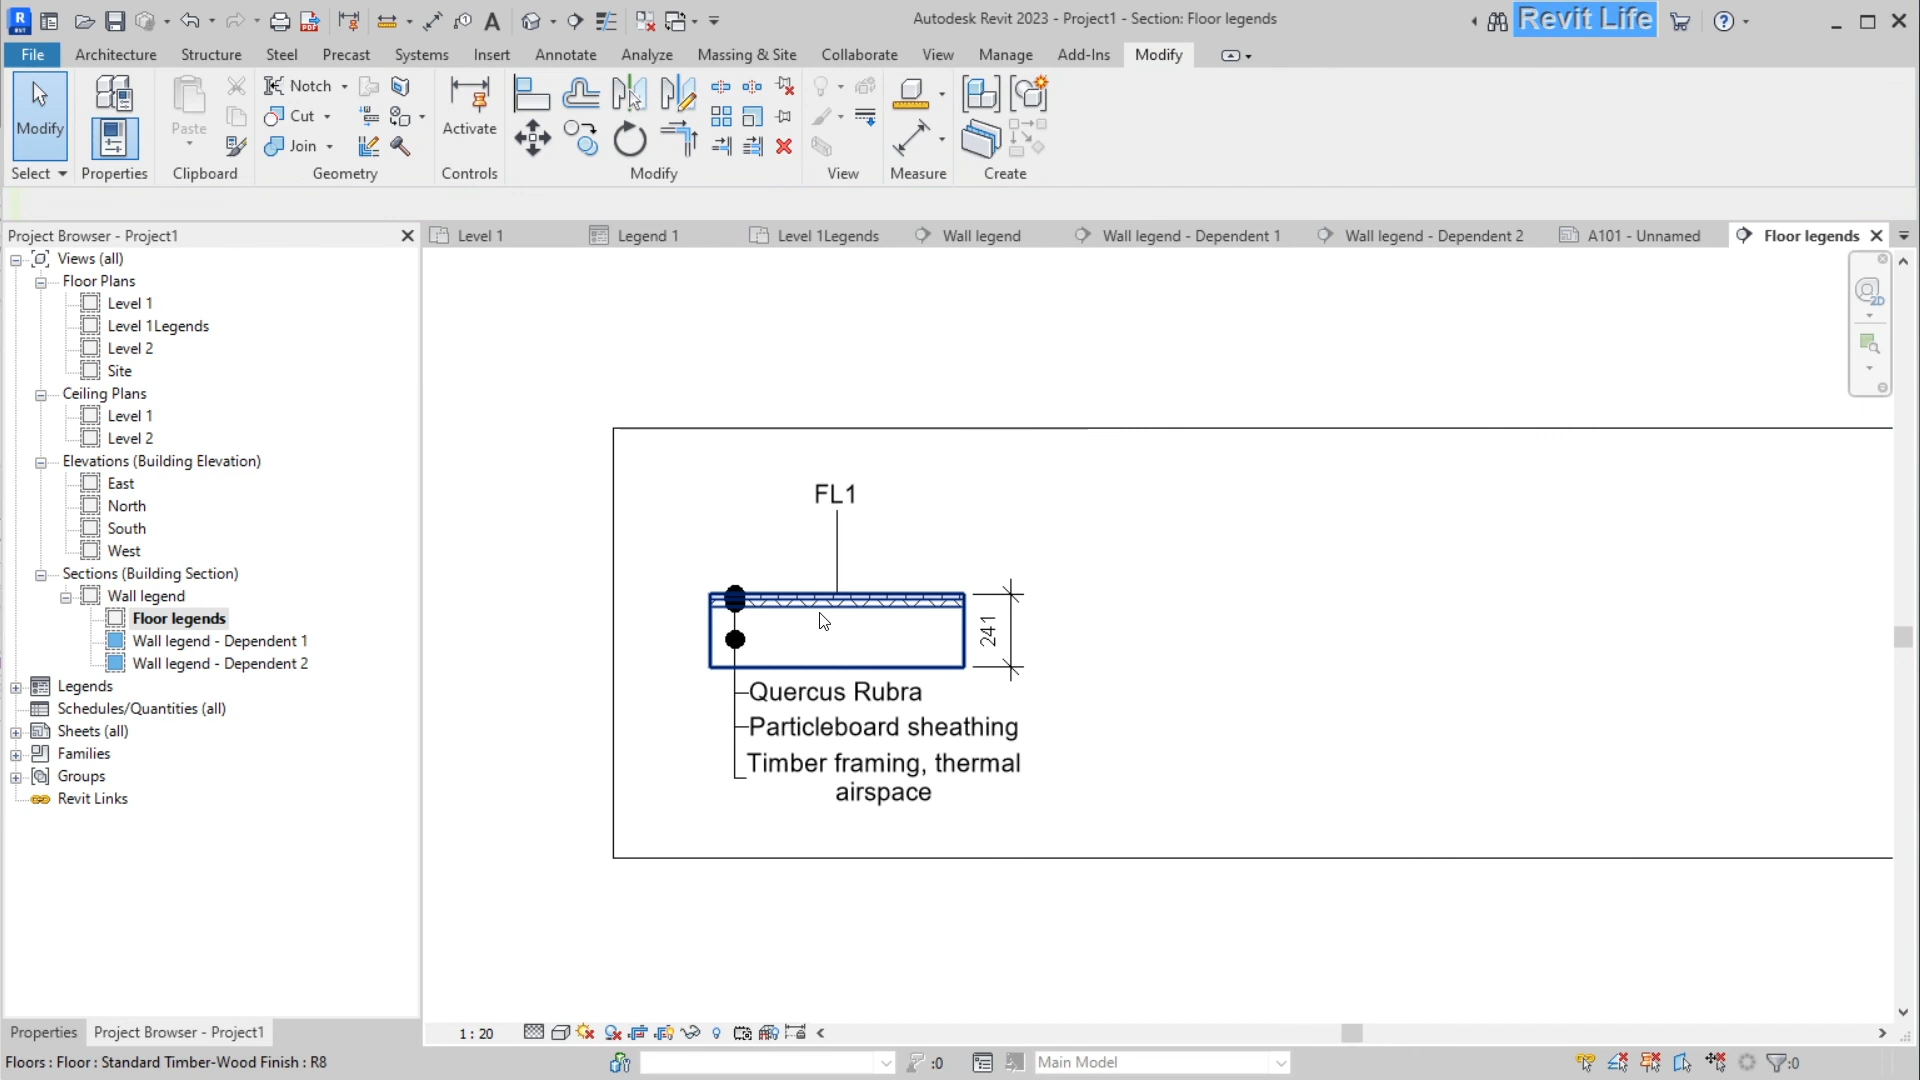 R
RVT
Autodesk Revit 2023 - Project1 - Section: Floor legends
Revit Life
File Architecture Structure Steel Precast Systems Insert Annotate Analyze Massing & Site Collaborate View Manage Add-Ins Modify
Modify
Paste
Notch
Cut
Join
Activate
Select Properties Clipboard Geometry Controls Modify View Measure Create
Project Browser - Project1
Level 1 Legend 1 Level 1Legends Wall legend Wall legend - Dependent 1 Wall legend - Dependent 2 A101 - Unnamed Floor legends
Views (all)
Floor Plans
Level 1
Level 1Legends
Level 2
Site
Ceiling Plans
Level 1
Level 2
Elevations (Building Elevation)
East
North
South
West
Sections (Building Section)
Wall legend
Floor legends
Wall legend - Dependent 1
Wall legend - Dependent 2
Legends
Schedules/Quantities (all)
Sheets (all)
Families
Groups
Revit Links
2D
FL1
241
Quercus Rubra
Particleboard sheathing
Timber framing, thermal
airspace
Properties Project Browser - Project1
1 : 20
Floors : Floor : Standard Timber-Wood Finish : R8
:0
Main Model
:0